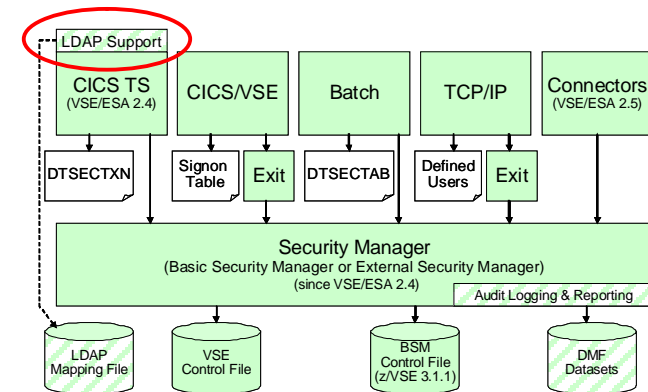 LDAP Support
CICS TS
(VSE/ESA 2.4)
CICS/VSE
Batch
TCP/IP
Connectors
(VSE/ESA 2.5)
DTSECTXN
Signon
Table
Exit
DTSECTAB
Defined
Users
Exit
Security Manager
(Basic Security Manager or External Security Manager)
(since VSE/ESA 2.4)
Audit Logging & Reporting
LDAP
Mapping File
VSE
Control File
BSM
Control File
(z/VSE 3.1.1)
DMF
Datasets